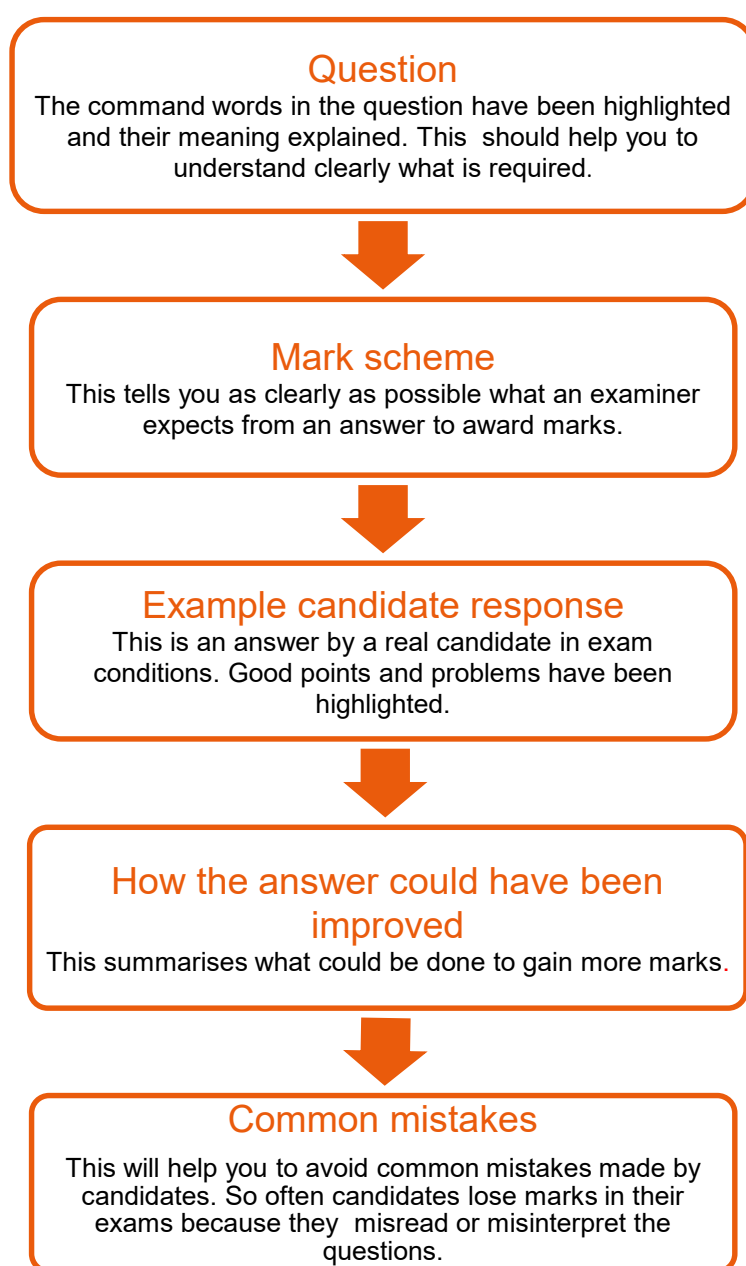 Question
The command words in the question have been highlighted
and their meaning explained. This  should help you to
understand clearly what is required.
Mark scheme
This tells you as clearly as possible what an examiner
expects from an answer to award marks.
Example candidate response
This is an answer by a real candidate in exam
conditions. Good points and problems have been
highlighted.
How the answer could have been
improved
This summarises what could be done to gain more marks.
Common mistakes
This will help you to avoid common mistakes made by
candidates. So often candidates lose marks in their
exams because they  misread or misinterpret the
questions.